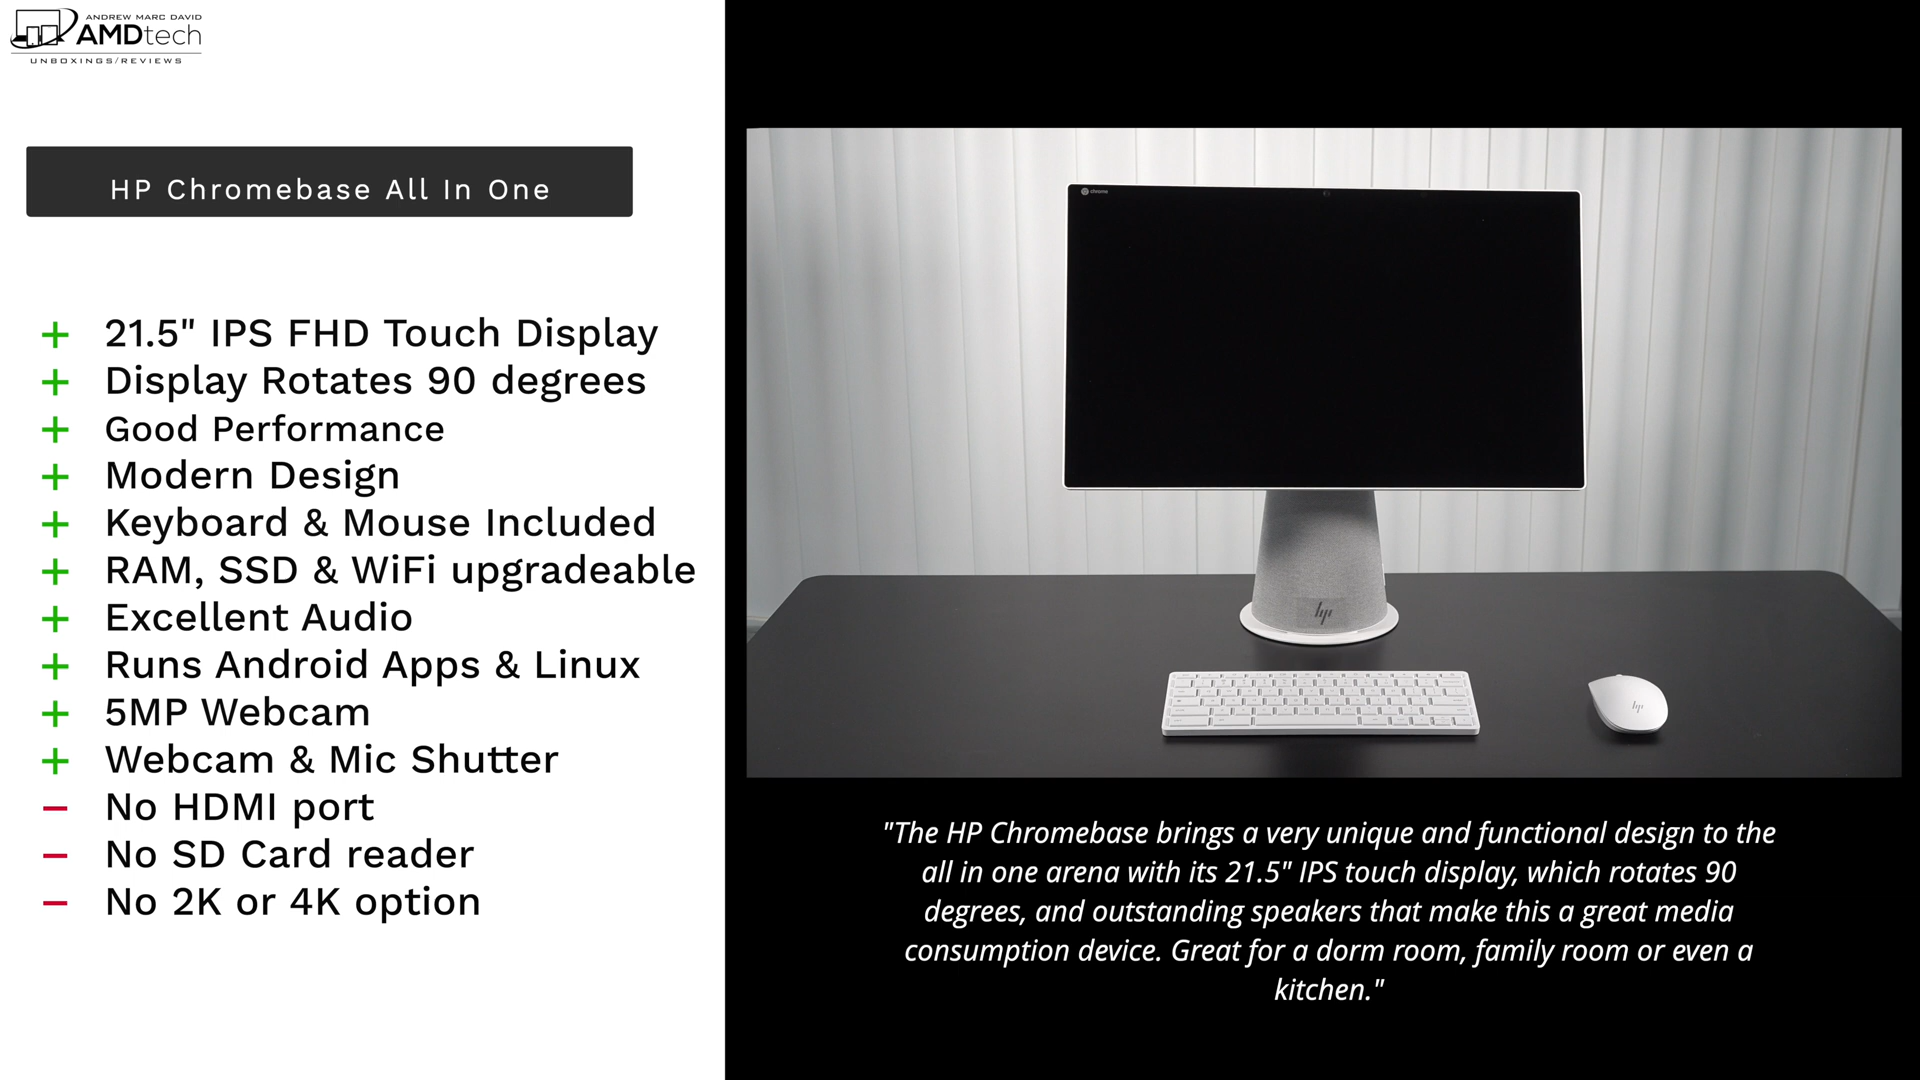 ANDREW MARC DAVID
AMDtech
UNBOXINGS/REVIEWS
HP Chromebase All In One
+ 21.5" IPS FHD Touch Display
+ Display Rotates 90 degrees
+ Good Performance
+ Modern Design
+ Keyboard & Mouse Included
+ RAM, SSD & WiFi upgradeable
+ Excellent Audio
+ Runs Android Apps & Linux
+ 5MP Webcam
+ Webcam & Mic Shutter
− No HDMI port
− No SD Card reader
− No 2K or 4K option
chrome
hp
hp
"The HP Chromebase brings a very unique and functional design to the
all in one arena with its 21.5" IPS touch display, which rotates 90
degrees, and outstanding speakers that make this a great media
consumption device. Great for a dorm room, family room or even a
kitchen."